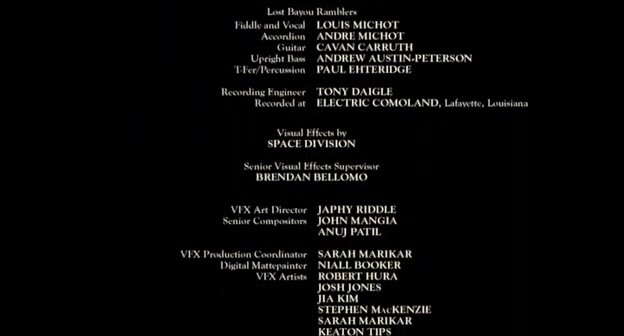 Lost Bayou Ramblers
Fiddle and Vocal LOUIS MICHOT
Accordion ANDRE MICHOT
Guitar CAVAN CARRUTH
Upright Bass ANDREW AUSTIN-PETERSON
T-Fer/Percussion PAUL EHTERIDGE
Recording Engineer TONY DAIGLE
Recorded at ELECTRIC COMOLAND, Lafayette, Louisiana
Visual Effects by
SPACE DIVISION
Senior Visual Effects Supervisor
BRENDAN BELLOMO
VFX Art Director JAPHY RIDDLE
Senior Compositors JOHN MANGIA
ANUJ PATIL
VFX Production Coordinator SARAH MARIKAR
Digital Mattepainter NIALL BOOKER
VFX Artists ROBERT HURA
JOSH JONES
JIA KIM
STEPHEN MacKENZIE
SARAH MARIKAR
KEATON TIPS